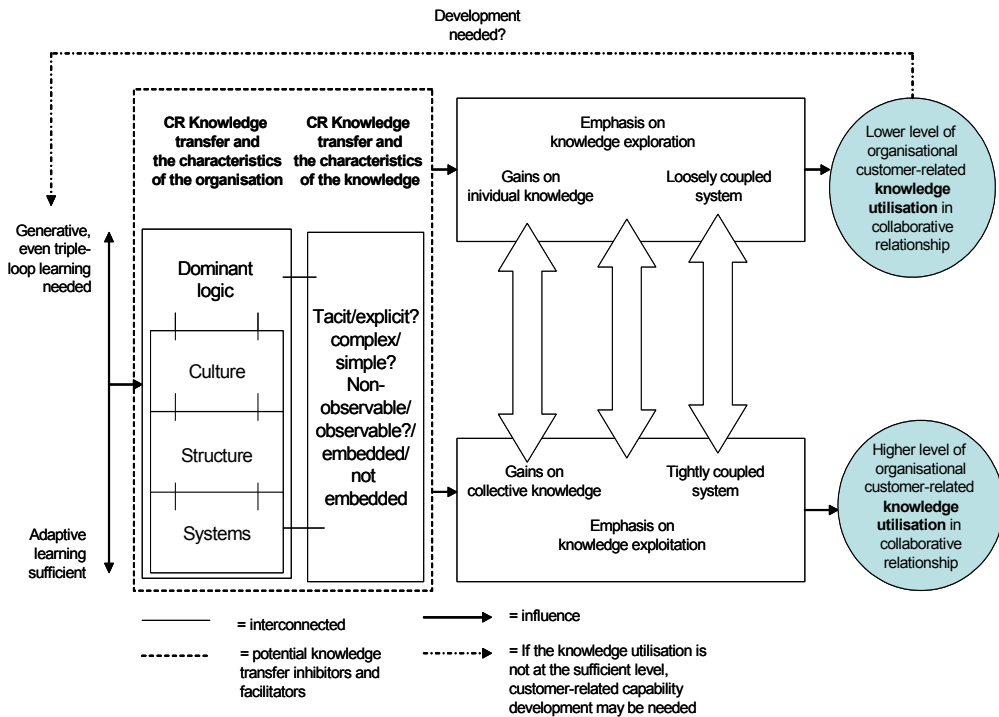 Development
needed?
CR Knowledge
transfer and
the characteristics
of the organisation
CR Knowledge
transfer and
the characteristics
of the knowledge
Emphasis on
knowledge exploration
Gains on
inividual knowledge
Loosely coupled
system
Lower level of
organisational
customer-related
knowledge
utilisation in
collaborative
relationship
Generative,
even triple-
loop learning
needed
Dominant
logic
Culture
Structure
Systems
Tacit/explicit?
complex/
simple?
Non-
observable/
observable?/
embedded/
not
embedded
Adaptive
learning
sufficient
Gains on
collective knowledge
Tightly coupled
system
Emphasis on
knowledge exploitation
Higher level of
organisational
customer-related
knowledge
utilisation in
collaborative
relationship
= interconnected
= influence
= potential knowledge
transfer inhibitors and
facilitators
= If the knowledge utilisation is
not at the sufficient level,
customer-related capability
development may be needed